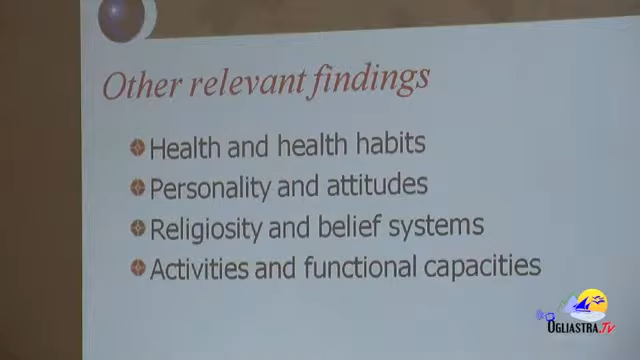 Other relevant findings
Health and health habits
Personality and attitudes
Religiosity and belief systems
Activities and functional capacities
OGLIASTRA.TV